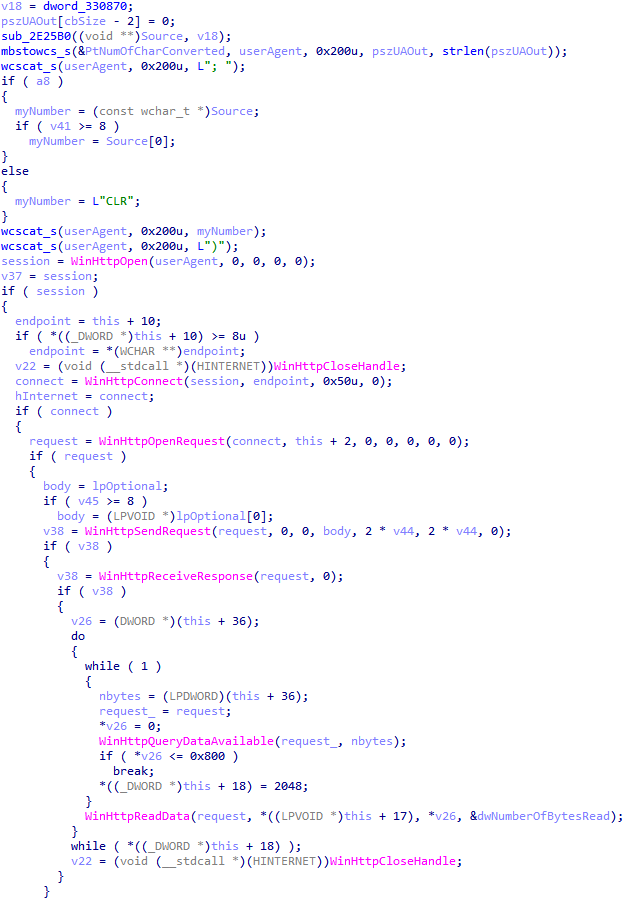 v18 = dword_330870;
pszUAOut[cbSize - 2] = 0;
sub_2E25B0((void **)Source, v18);
mbstowcs_s(&PtNumOfCharConverted, userAgent, 0x200u, pszUAOut, strlen(pszUAOut));
wcscat_s(userAgent, 0x200u, L"; ");
if ( a8 )
{
  myNumber = (const wchar_t *)Source;
  if ( v41 >= 8 )
    myNumber = Source[0];
}
else
{
  myNumber = L"CLR";
}
wcscat_s(userAgent, 0x200u, myNumber);
wcscat_s(userAgent, 0x200u, L")");
session = WinHttpOpen(userAgent, 0, 0, 0, 0);
v37 = session;
if ( session )
{
  endpoint = this + 10;
  if ( *((_DWORD *)this + 10) >= 8u )
    endpoint = *(WCHAR **)endpoint;
  v22 = (void (__stdcall *)(HINTERNET))WinHttpCloseHandle;
  connect = WinHttpConnect(session, endpoint, 0x50u, 0);
  hInternet = connect;
  if ( connect )
  {
    request = WinHttpOpenRequest(connect, this + 2, 0, 0, 0, 0, 0);
    if ( request )
    {
      body = lpOptional;
      if ( v45 >= 8 )
        body = (LPVOID *)lpOptional[0];
      v38 = WinHttpSendRequest(request, 0, 0, body, 2 * v44, 2 * v44, 0);
      if ( v38 )
      {
        v38 = WinHttpReceiveResponse(request, 0);
        if ( v38 )
        {
          v26 = (DWORD *)(this + 36);
          do
          {
            while ( 1 )
            {
              nbytes = (LPDWORD)(this + 36);
              request_ = request;
              *v26 = 0;
              WinHttpQueryDataAvailable(request_, nbytes);
              if ( *v26 <= 0x800 )
                break;
              *((_DWORD *)this + 18) = 2048;
            }
            WinHttpReadData(request, *((LPVOID *)this + 17), *v26, &dwNumberOfBytesRead);
          }
          while ( *((_DWORD *)this + 18) );
          v22 = (void (__stdcall *)(HINTERNET))WinHttpCloseHandle;
        }
      }